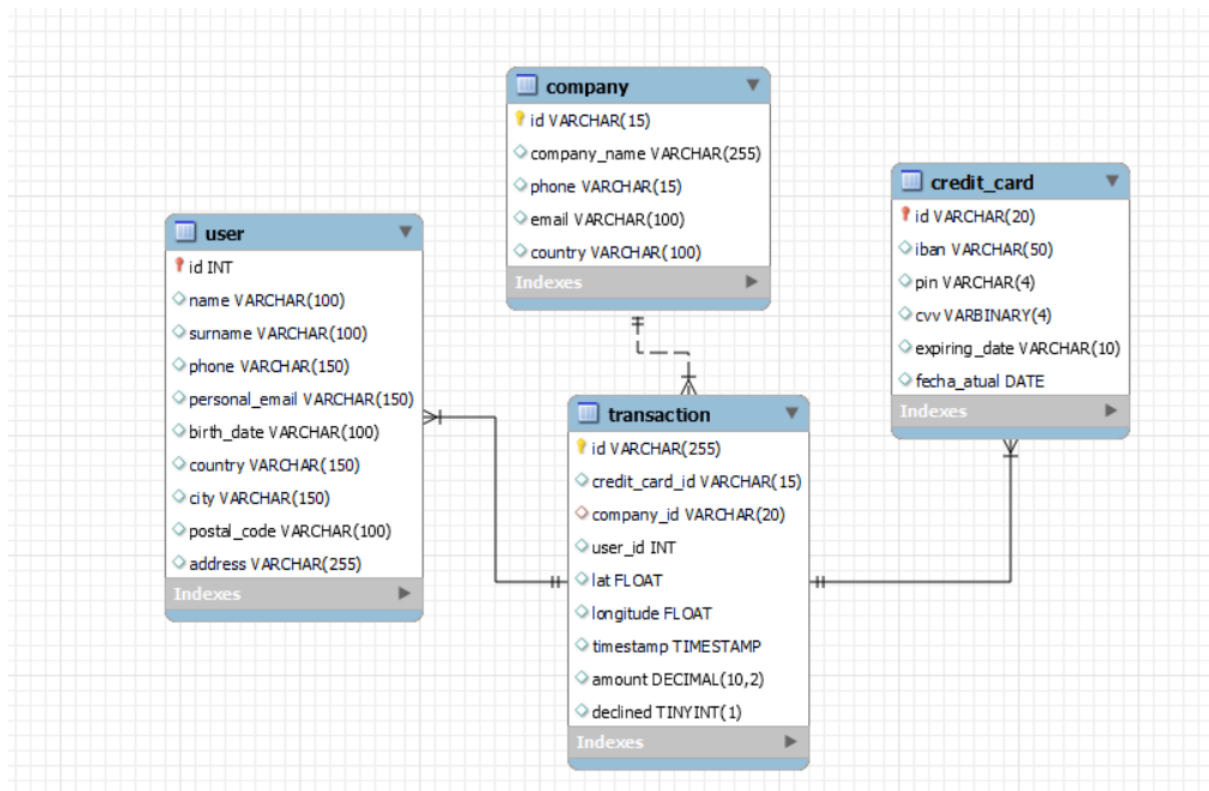 company
id VARCHAR(15)
company_name VARCHAR(255)
phone VARCHAR(15)
email VARCHAR(100)
country VARCHAR(100)
Indexes
credit_card
id VARCHAR(20)
iban VARCHAR(50)
pin VARCHAR(4)
cvv VARBINARY(4)
expiring_date VARCHAR(10)
fecha_atual DATE
Indexes
user
id INT
name VARCHAR(100)
surname VARCHAR(100)
phone VARCHAR(150)
personal_email VARCHAR(150)
birth_date VARCHAR(100)
country VARCHAR(150)
city VARCHAR(150)
postal_code VARCHAR(100)
address VARCHAR(255)
Indexes
transaction
id VARCHAR(255)
credit_card_id VARCHAR(15)
company_id VARCHAR(20)
user_id INT
lat FLOAT
longitude FLOAT
timestamp TIMESTAMP
amount DECIMAL(10,2)
declined TINYINT(1)
Indexes